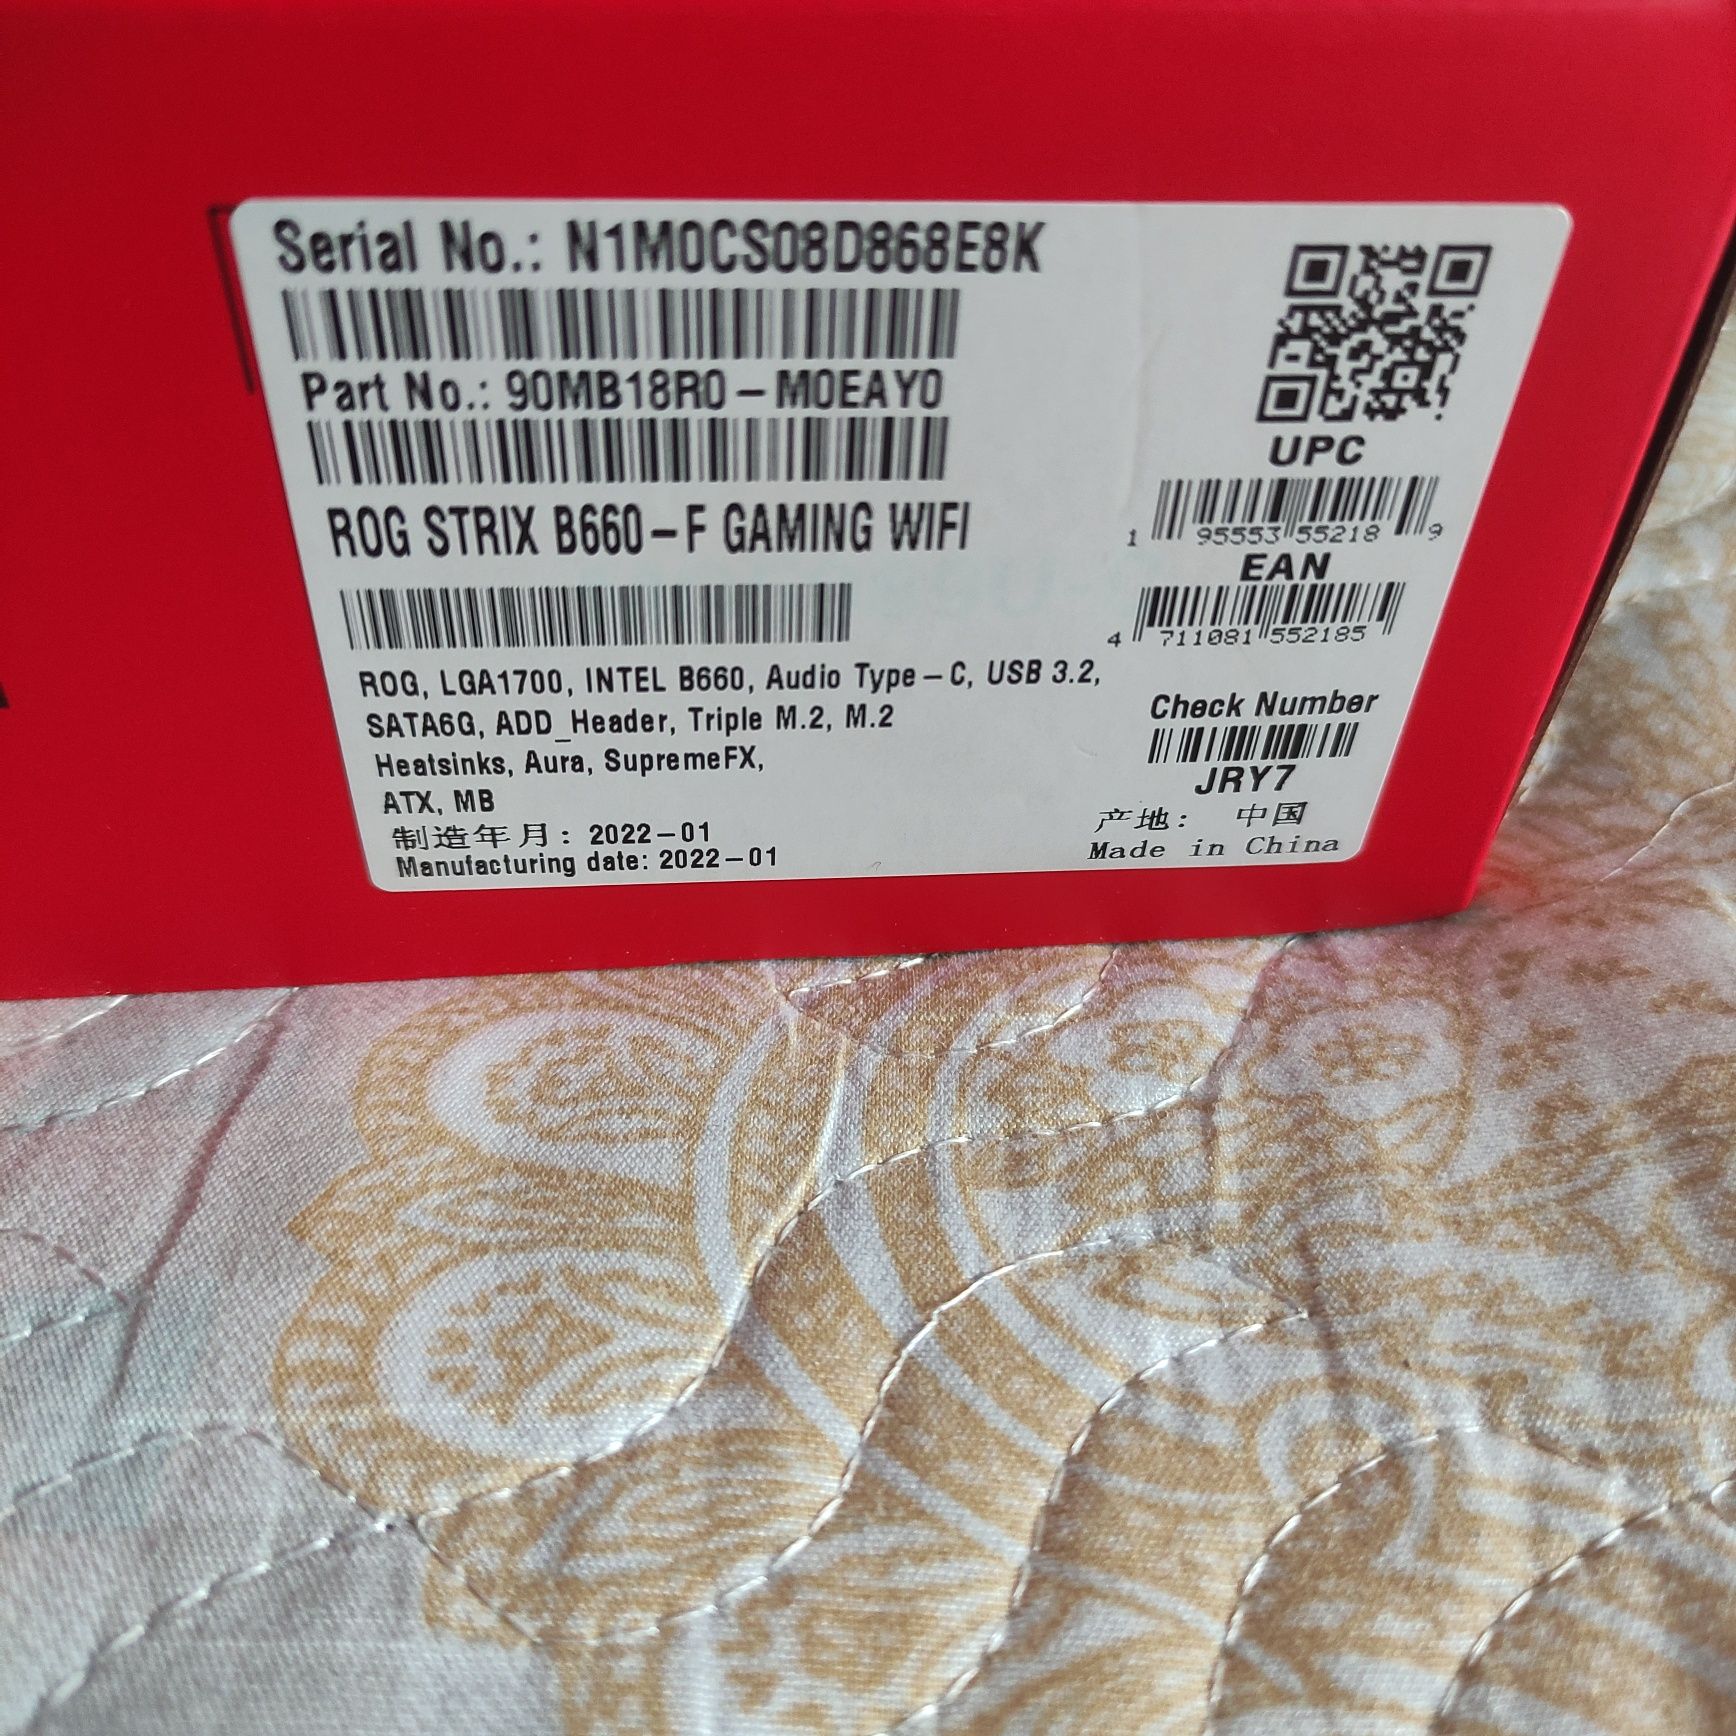 Serial No.: N1M0CS08D868E8K
Part No.: 90MB18R0-M0EAY0
ROG STRIX B660-F GAMING WIFI
ROG, LGA1700, INTEL B660, Audio Type-C, USB 3.2,
SATA6G, ADD_Header, Triple M.2, M.2
Heatsinks, Aura, SupremeFX,
ATX, MB
制造年月: 2022-01
Manufacturing date: 2022-01
UPC
1 95553 55218 9
EAN
4 711081 552185
Check Number
JRY7
产地: 中国
Made in China